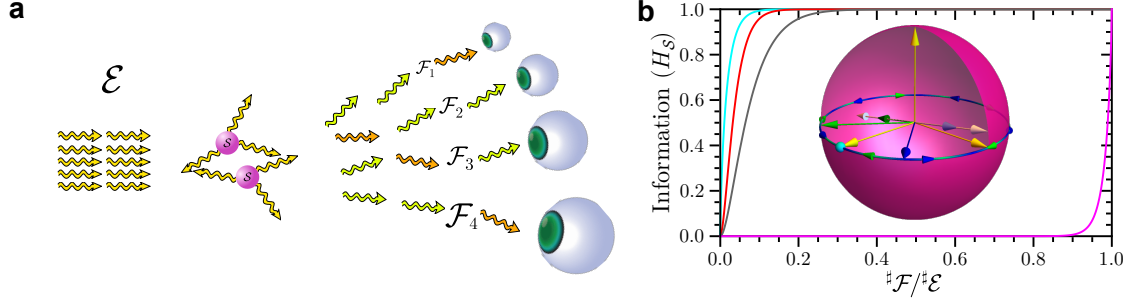 a
ℰ
𝒮
𝒮
ℱ₁
ℱ₂
ℱ₃
ℱ₄
b
Information (H_𝒮)
1.0
0.8
0.6
0.4
0.2
0.0
0.0
0.2
0.4
0.6
0.8
1.0
♯ℱ/♯ℰ